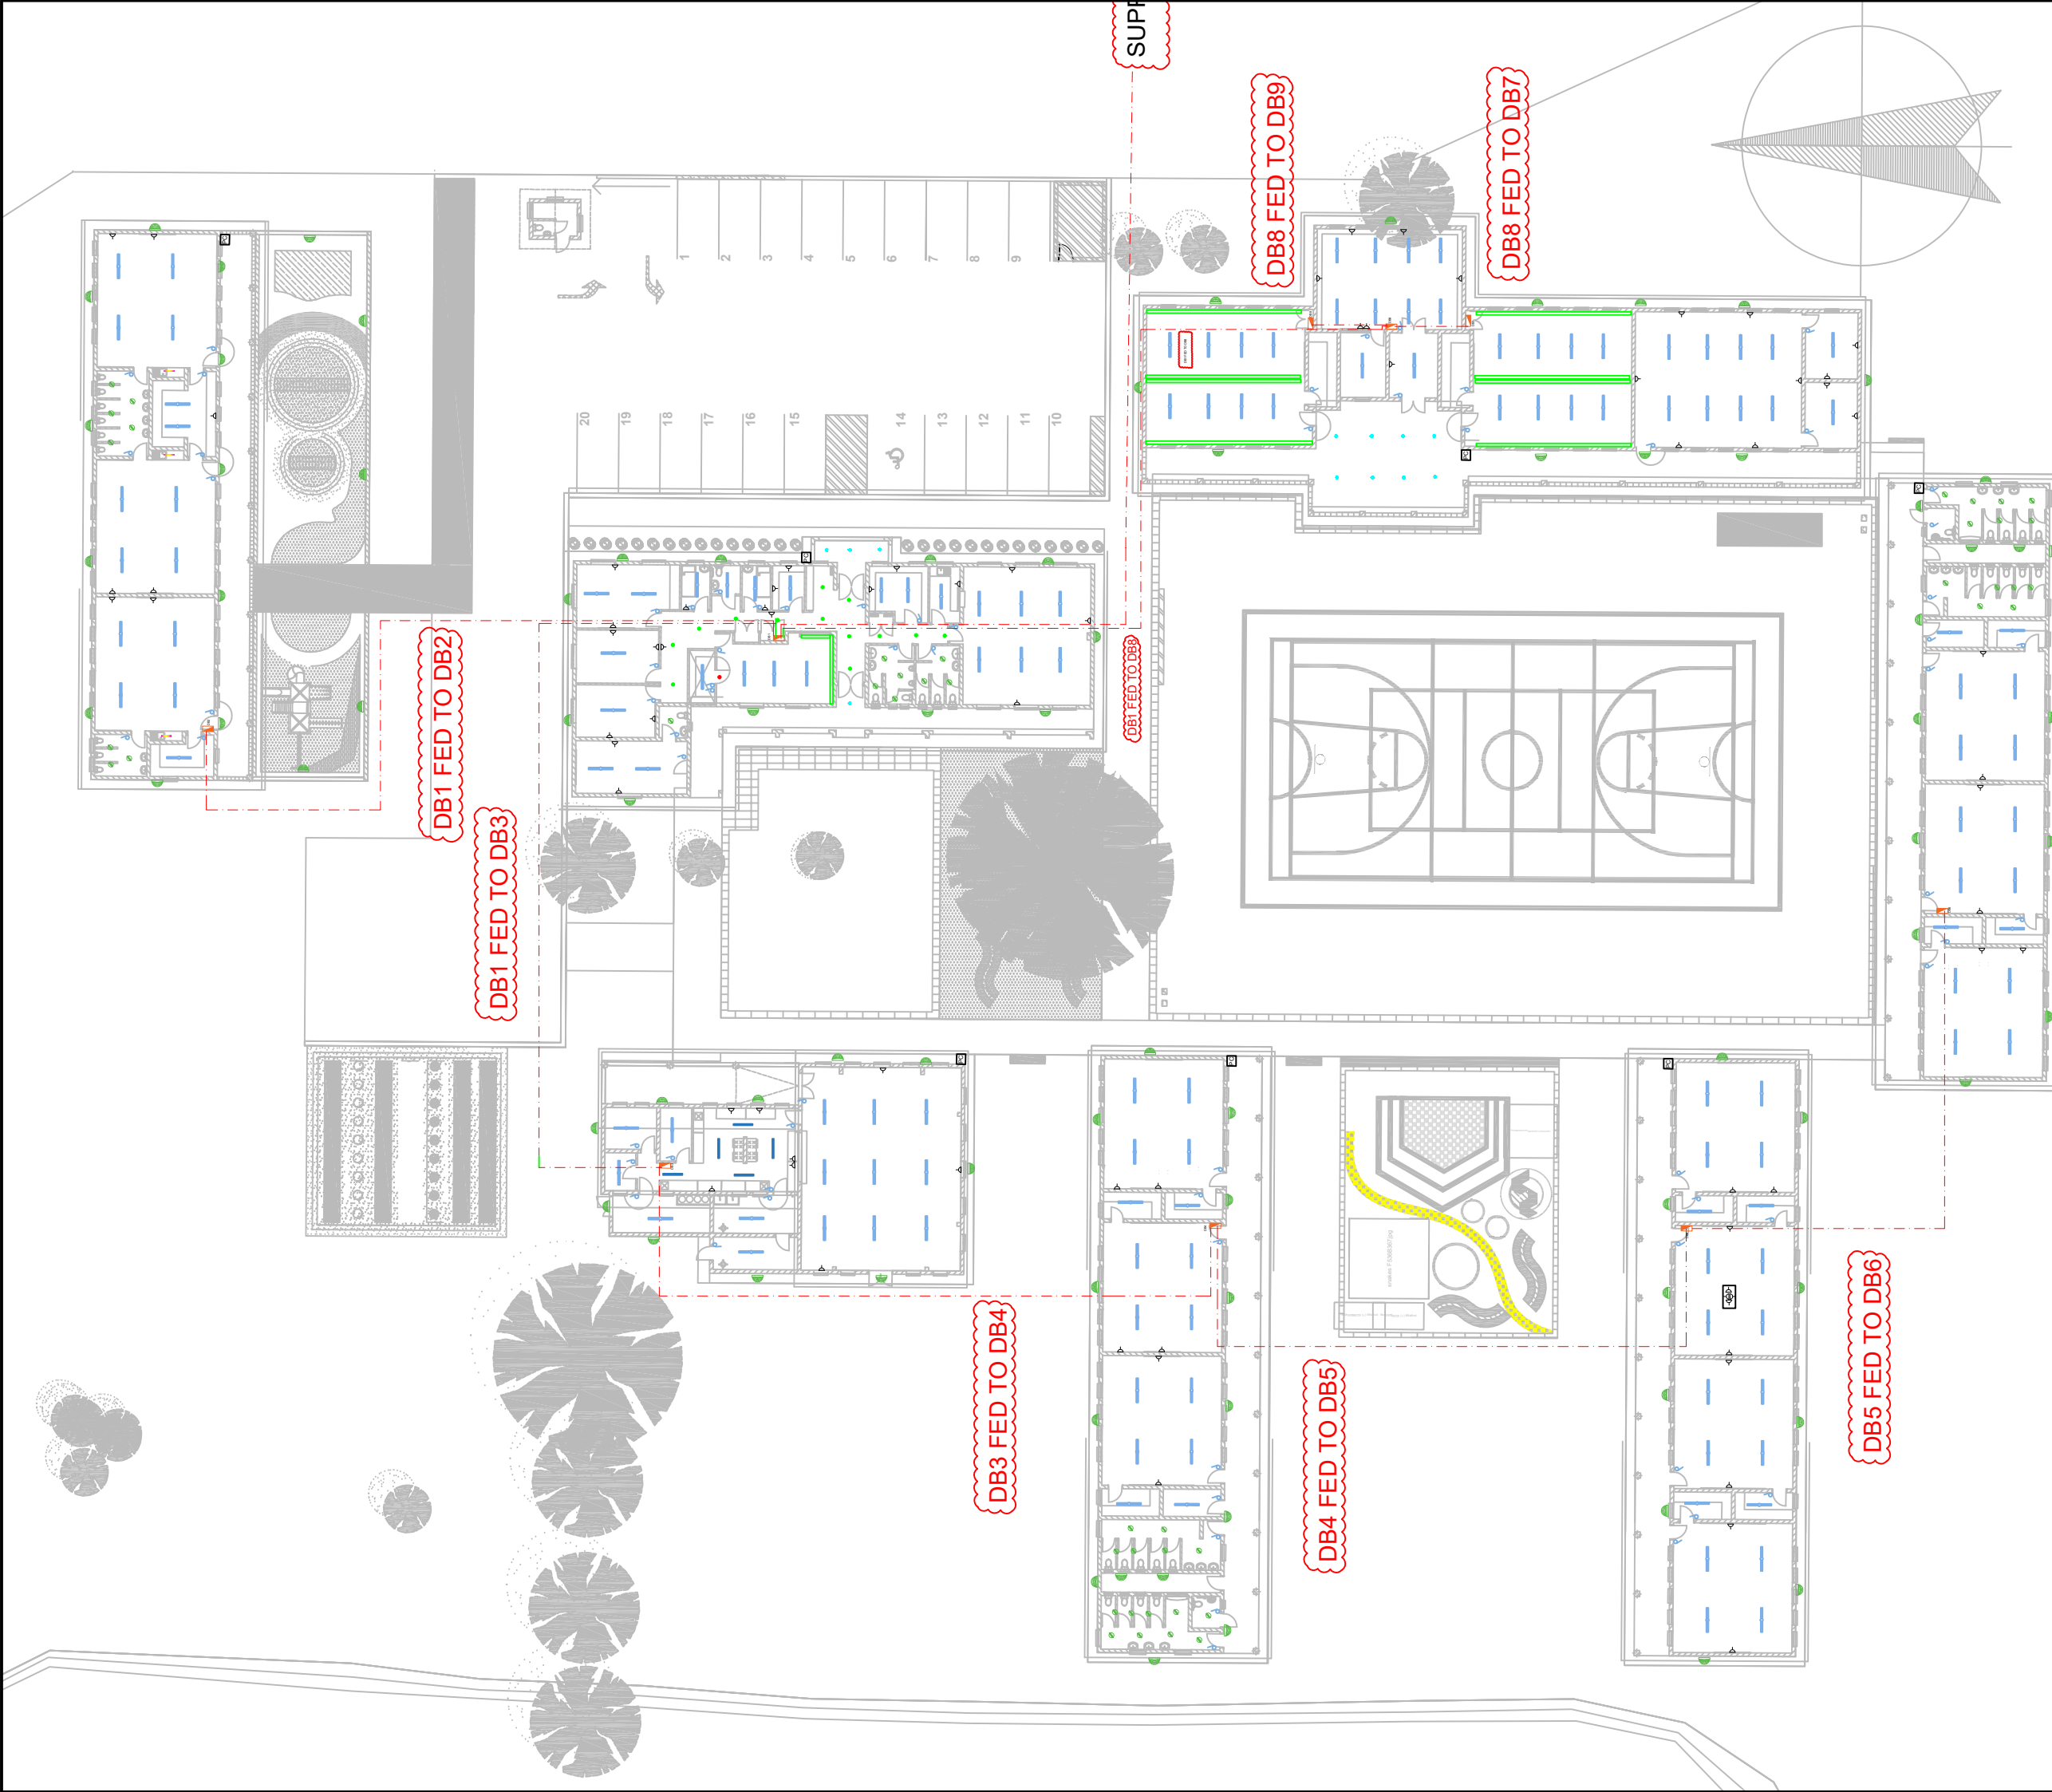 SUPP
DB8 FED TO DB9
DB8 FED TO DB7
1
2
3
4
5
6
7
8
9
20
19
18
17
16
15
14
13
12
11
10
DB1 FED TO DB2
DB1 FED TO DB8
DB1 FED TO DB3
DB3 FED TO DB4
DB4 FED TO DB5
DB5 FED TO DB6